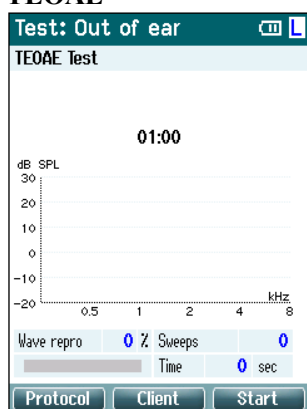 TEOAE
Test: Out of ear L
TEOAE Test
01:00
dB SPL
30
20
10
0
-10
-20
kHz
0.5 1 2 4 8
Wave repro 0 % Sweeps 0
Time 0 sec
Protocol Client Start